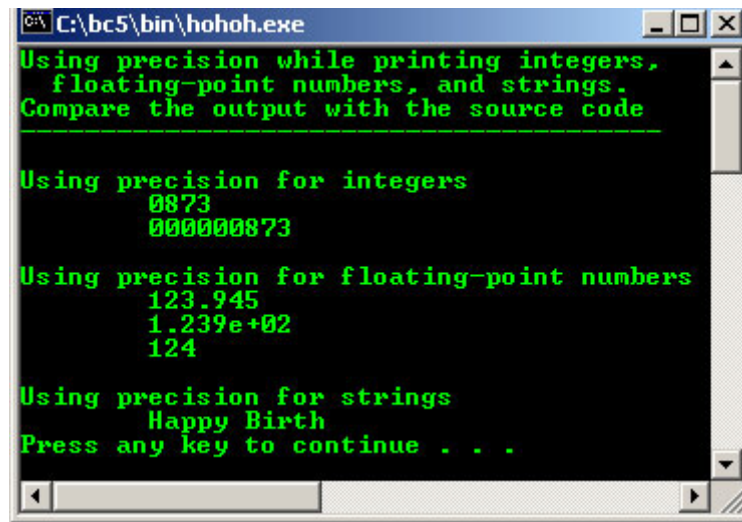 C:\bc5\bin\hohoh.exe
Using precision while printing integers,
floating-point numbers, and strings.
Compare the output with the source code
----------------------------------------
Using precision for integers
0873
000000873
Using precision for floating-point numbers
123.945
1.239e+02
124
Using precision for strings
Happy Birth
Press any key to continue . . .